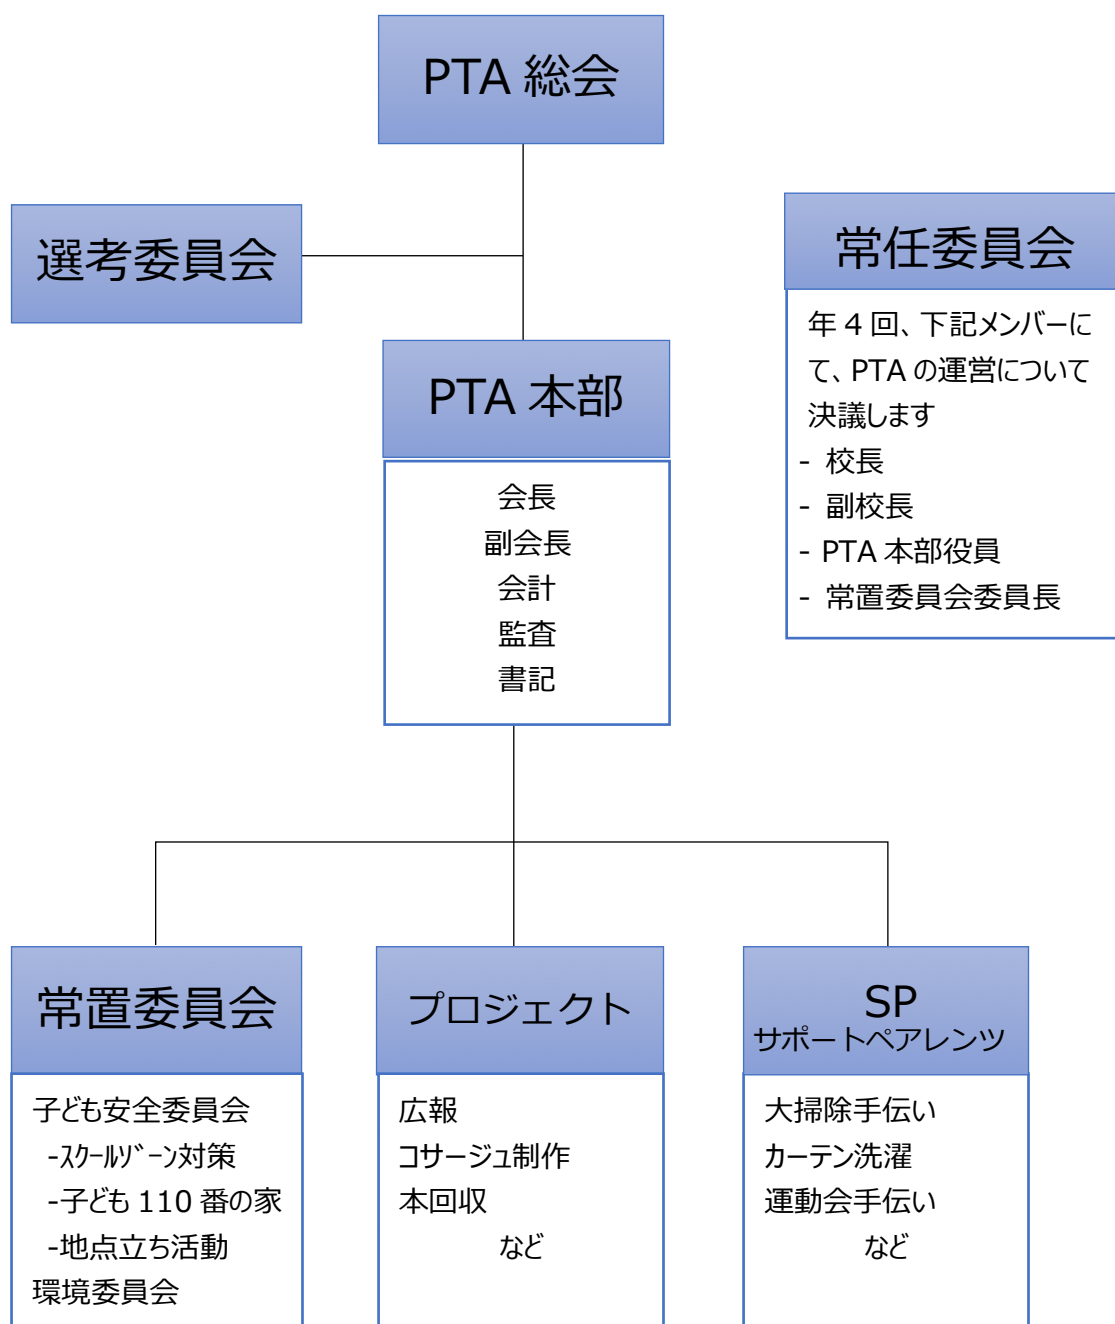 PTA 総会
選考委員会
常任委員会
年 4 回、下記メンバーに
て、PTA の運営について
決議します
- 校長
- 副校長
- PTA 本部役員
- 常置委員会委員長
PTA 本部
会長
副会長
会計
監査
書記
常置委員会
子ども安全委員会
-ｽｸｰﾙｿﾞｰﾝ対策
-子ども 110 番の家
-地点立ち活動
環境委員会
プロジェクト
広報
コサージュ制作
本回収
など
SP
サポートペアレンツ
大掃除手伝い
カーテン洗濯
運動会手伝い
など